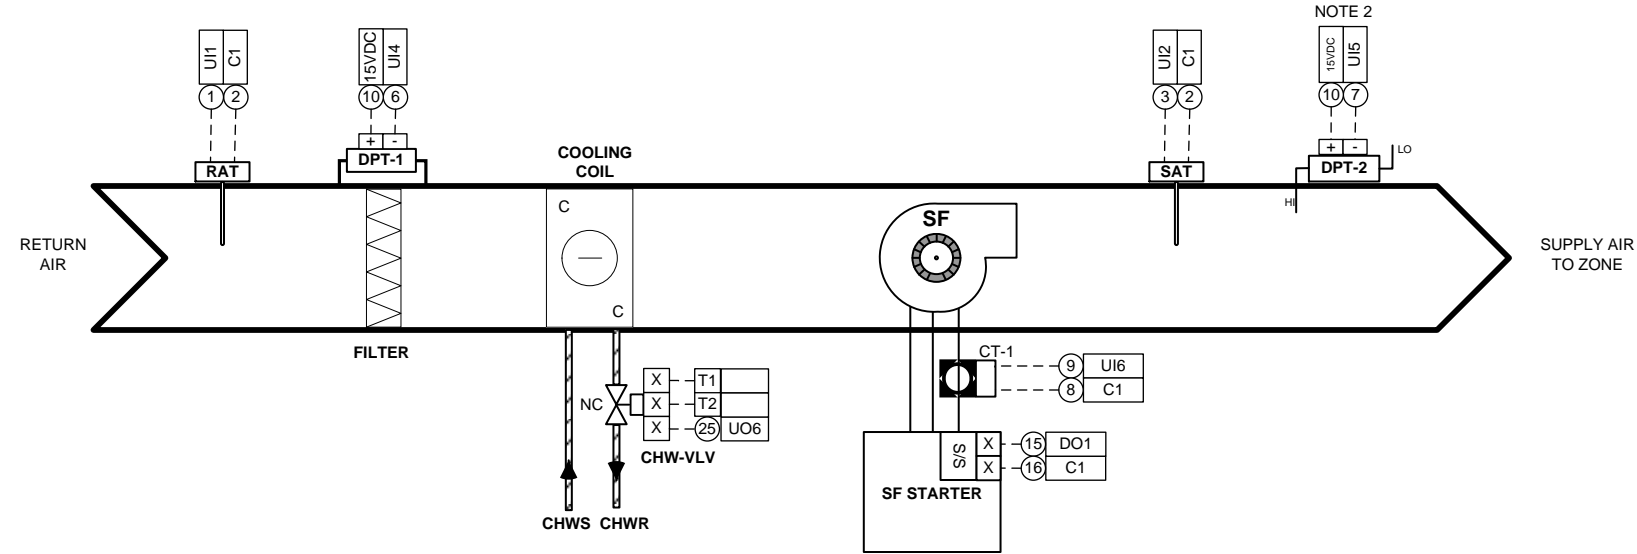 NOTE 2
UI1
C1
15VDC
UI4
UI2
C1
15VDC
UI5
1
2
10
6
3
2
10
7
+
-
+
-
RAT
DPT-1
COOLING
COIL
SAT
DPT-2
LO
HI
C
C
SF
RETURN
AIR
SUPPLY AIR
TO ZONE
FILTER
CT-1
9
UI6
8
C1
NC
X
T1
X
T2
X
25
UO6
CHW-VLV
S/S
X
15
DO1
X
16
C1
SF STARTER
CHWS
CHWR